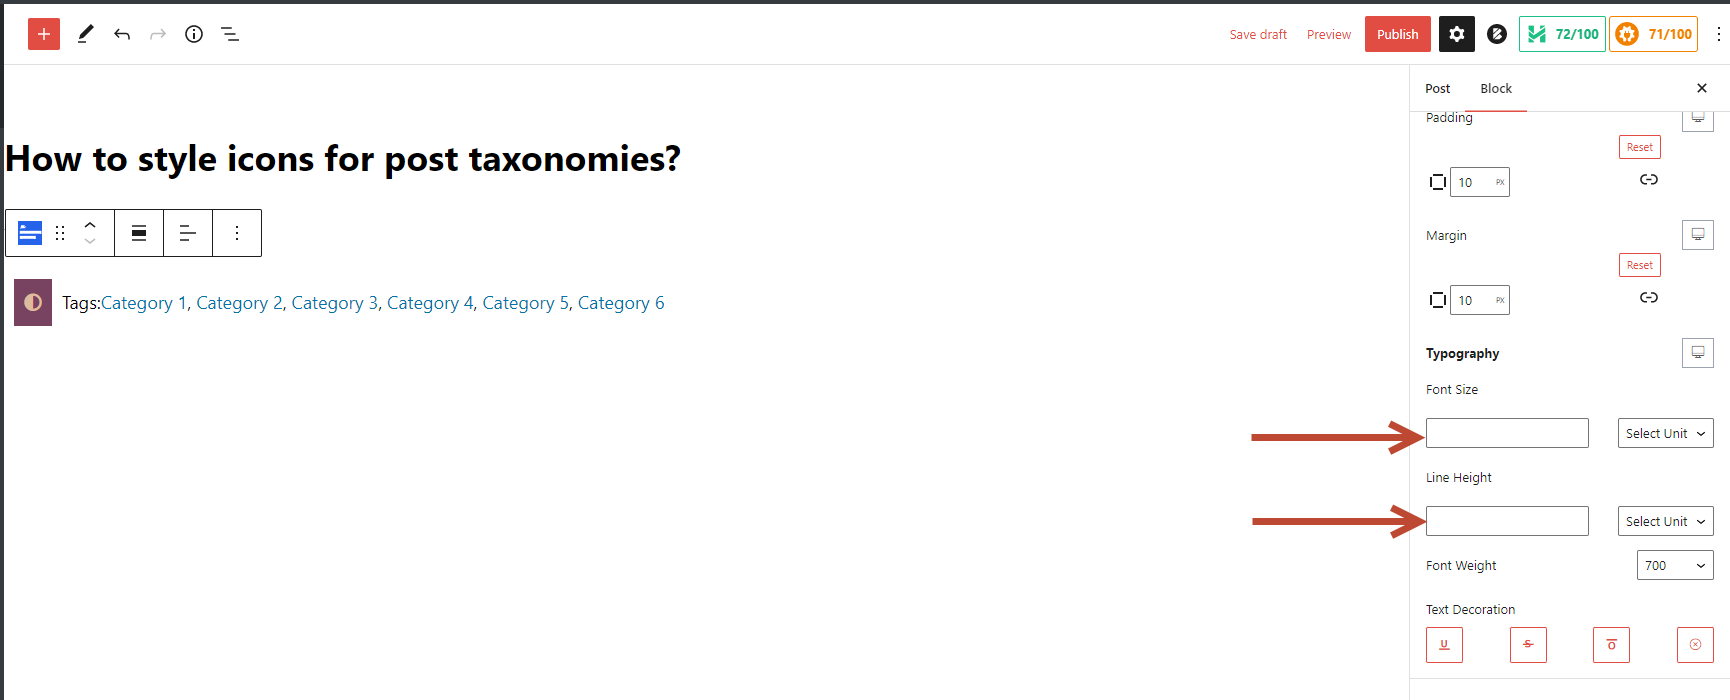 Save draft Preview Publish 72/100 71/100
Post Block
Padding
Reset
10 PX
Margin
Reset
10 PX
Typography
Font Size
Select Unit
Line Height
Select Unit
Font Weight 700
Text Decoration
U S O
How to style icons for post taxonomies?
Tags:Category 1, Category 2, Category 3, Category 4, Category 5, Category 6